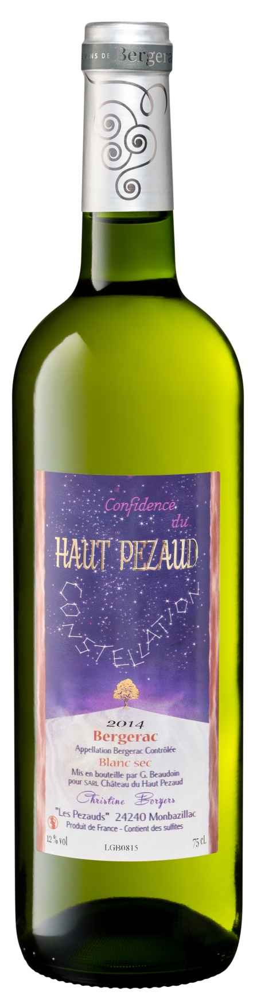 VINS DE Bergera
Confidence
du
HAUT PEZAUD
CONSTELLATION
2014
Bergerac
Appellation Bergerac Contrôlée
Blanc sec
Mis en bouteille par G. Beaudoin
pour SARL Château du Haut Pezaud
Christine Borgers
"Les Pezauds" 24240 Monbazillac
Produit de France - Contient des sulfites
12 % vol
LGB0815
75 cL